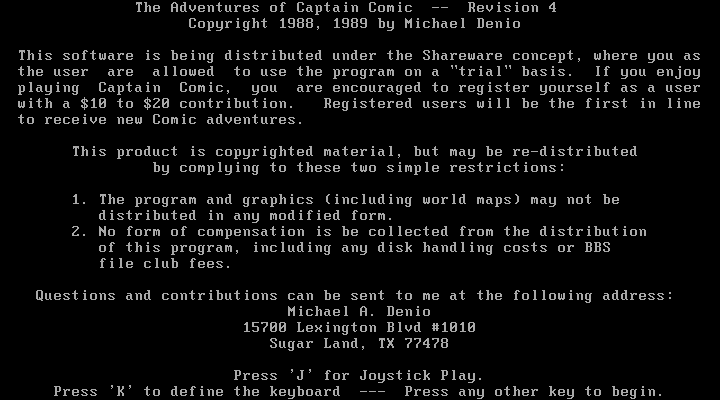 The Adventures of Captain Comic  --  Revision 4
Copyright 1988, 1989 by Michael Denio
This software is being distributed under the Shareware concept, where you as
the user  are  allowed  to use the program on a "trial" basis.  If you enjoy
playing  Captain  Comic,  you  are encouraged to register yourself as a user
with a $10 to $20 contribution.   Registered users will be the first in line
to receive new Comic adventures.
This product is copyrighted material, but may be re-distributed
by complying to these two simple restrictions:
1.  The program and graphics (including world maps) may not be
distributed in any modified form.
2.  No form of compensation is be collected from the distribution
of this program, including any disk handling costs or BBS
file club fees.
Questions and contributions can be sent to me at the following address:
Michael A. Denio
15700 Lexington Blvd #1010
Sugar Land, TX 77478
Press 'J' for Joystick Play.
Press 'K' to define the keyboard  ---  Press any other key to begin.